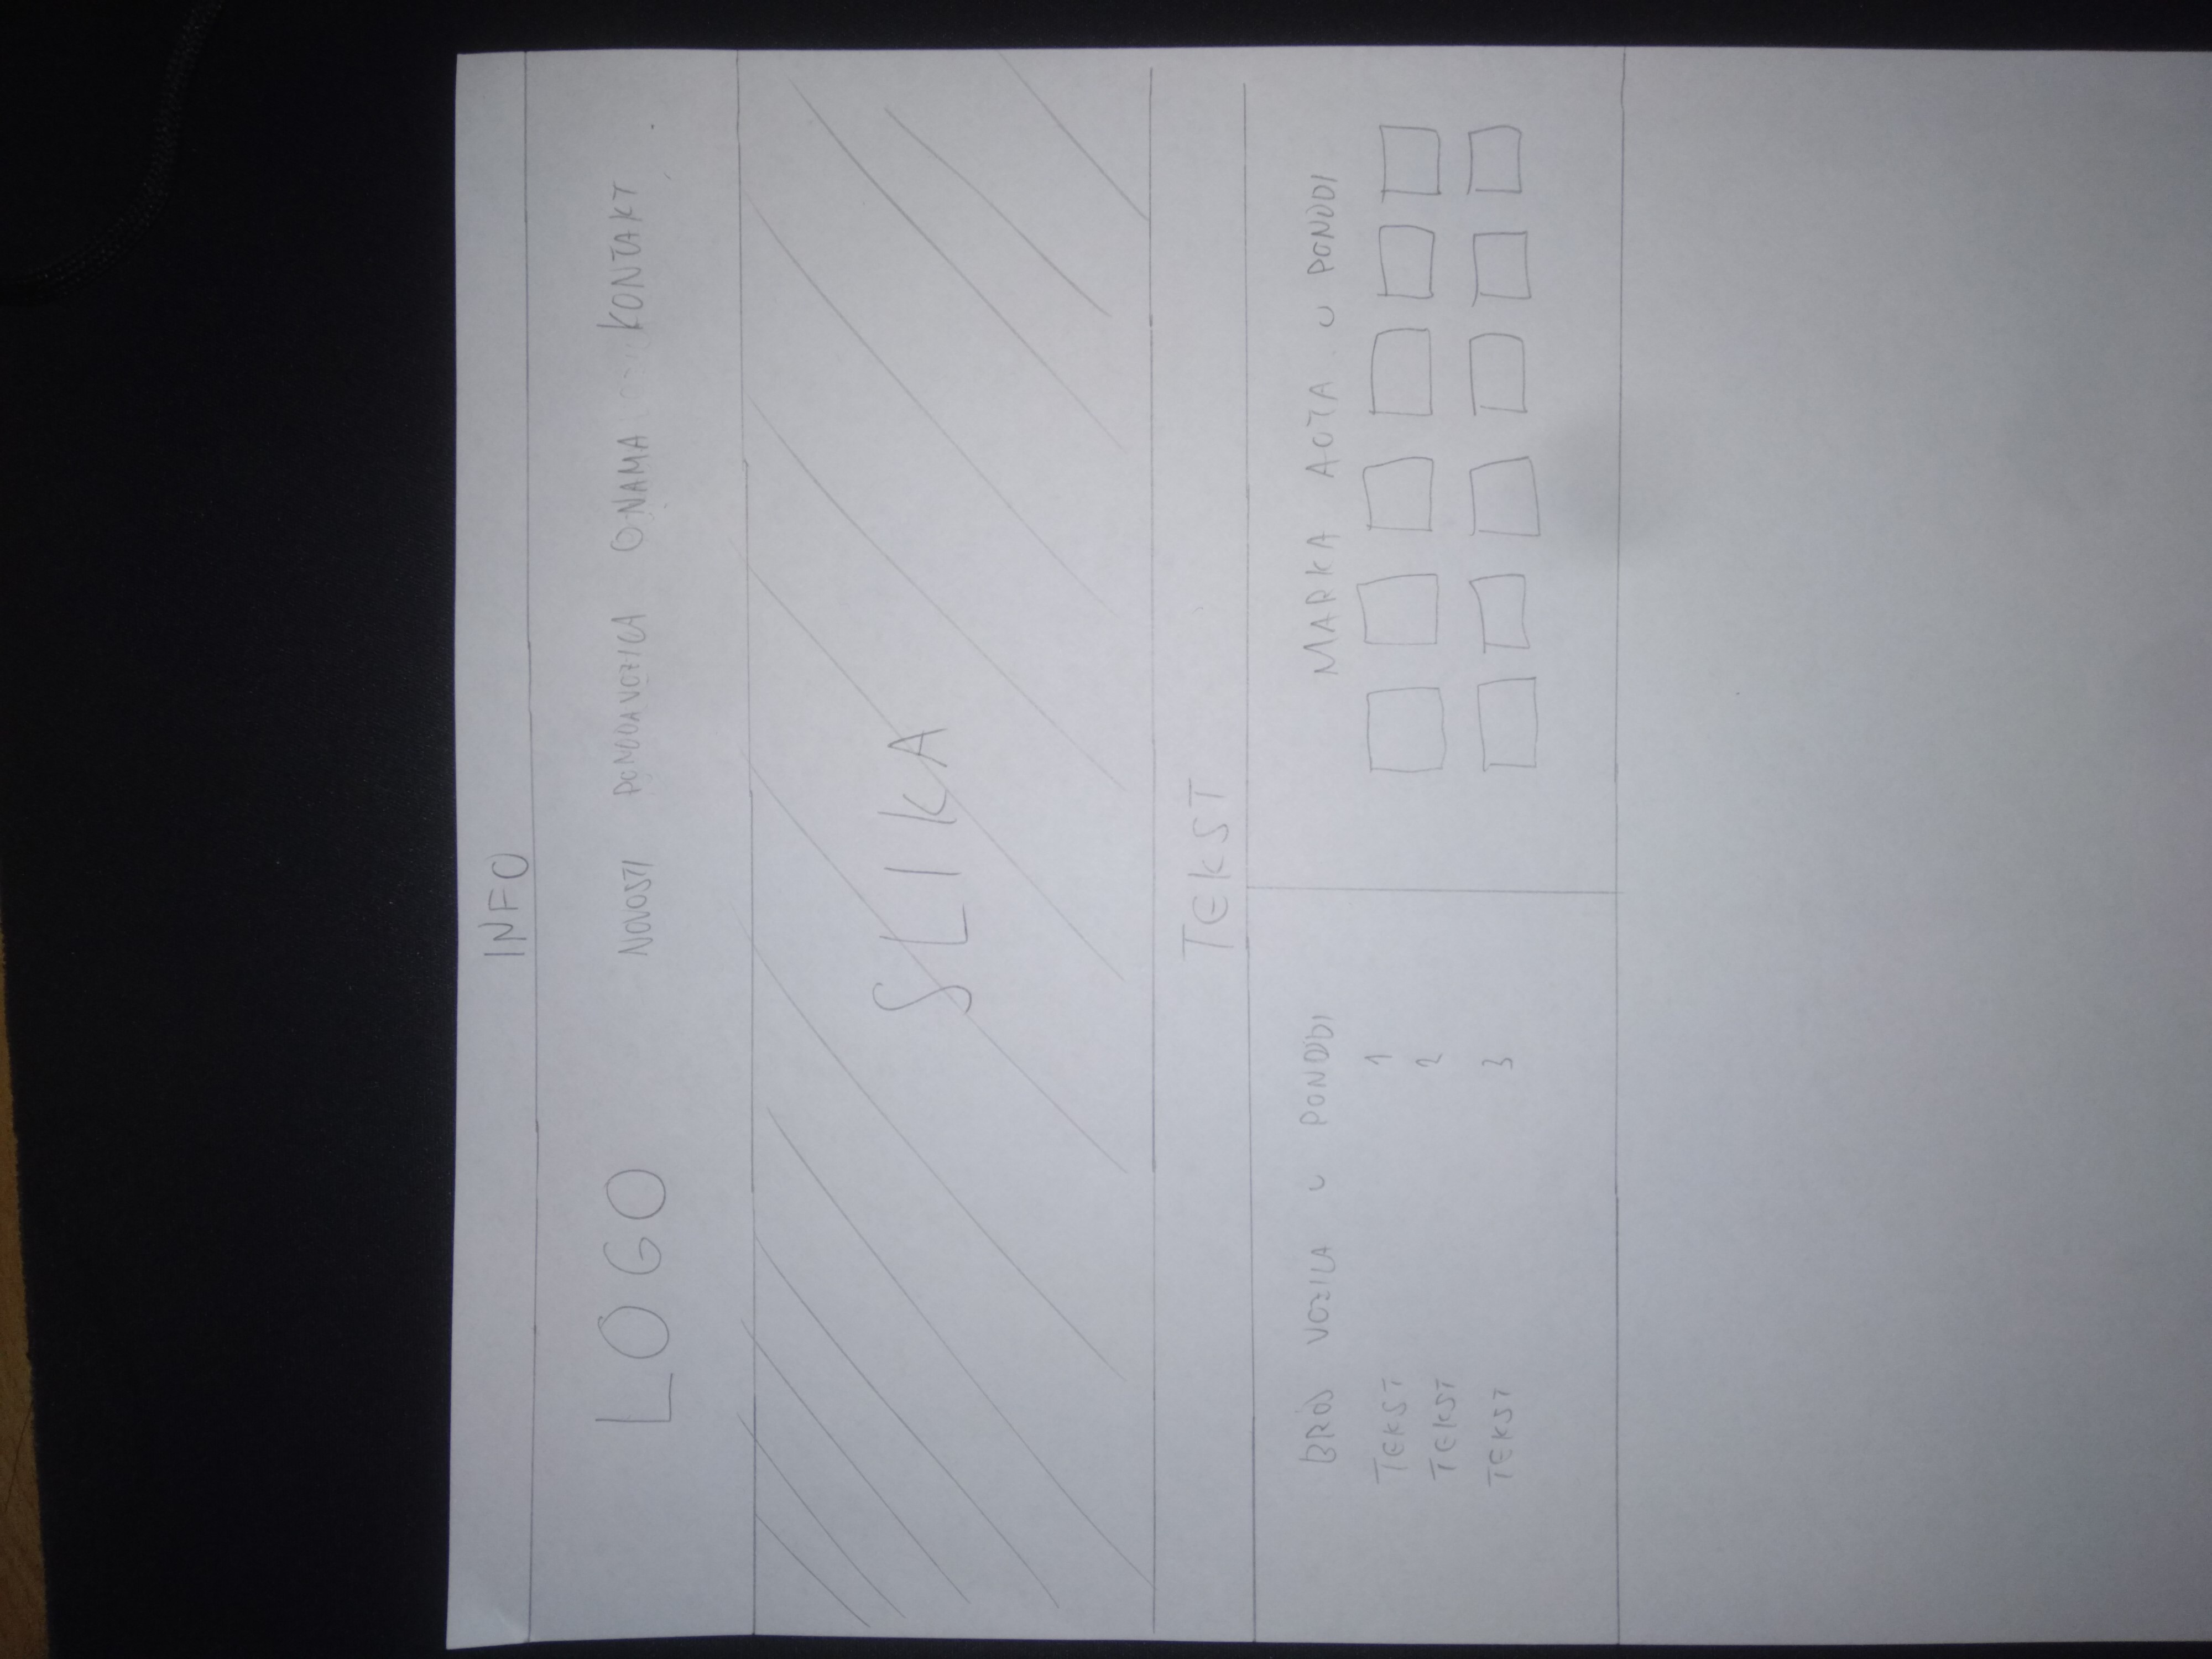 INFO
LOGO NOVOSTI PONUDA VOZILA O NAMA KONTAKT
SLIKA
TEKST
BROJ VOZILA U PONUDI
TEKST 1
TEKST 2
TEKST 3
MARKA AUTA U PONUDI